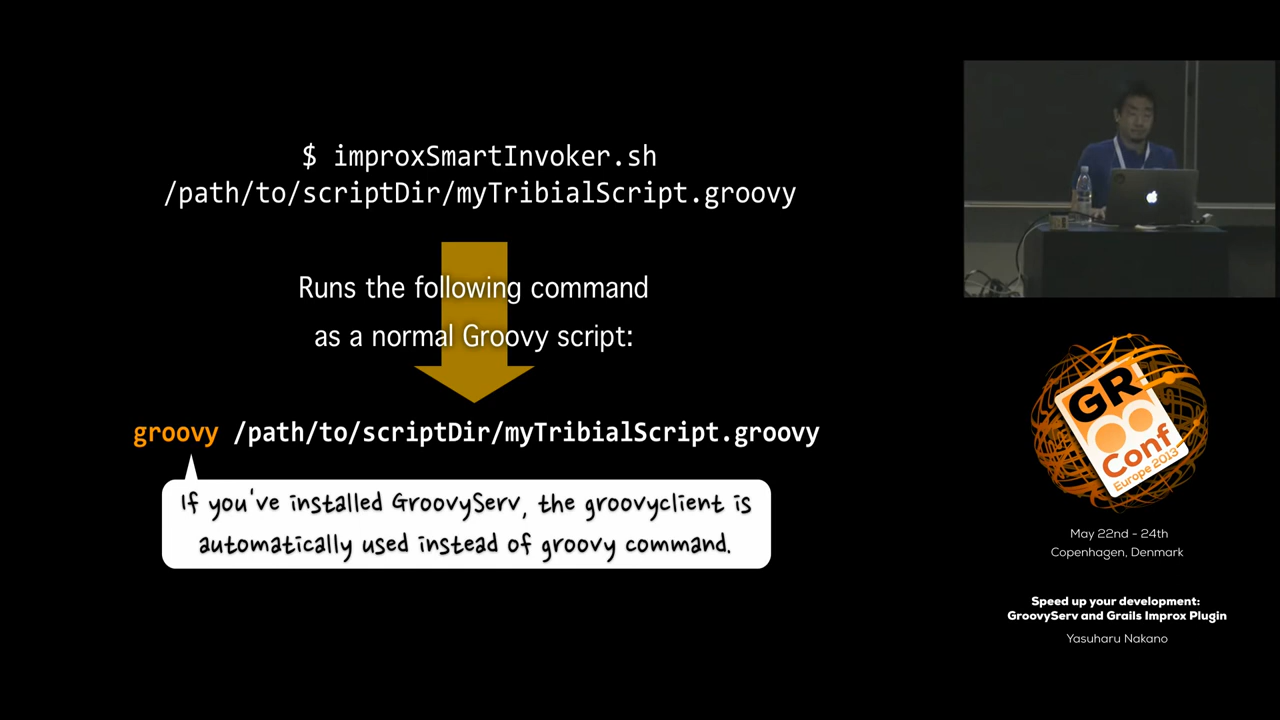 $ improxSmartInvoker.sh
/path/to/scriptDir/myTribialScript.groovy
Runs the following command
as a normal Groovy script:
groovy /path/to/scriptDir/myTribialScript.groovy
If you've installed GroovyServ, the groovyclient is
automatically used instead of groovy command.
GR
Conf
Europe 2013
May 22nd - 24th
Copenhagen, Denmark
Speed up your development:
GroovyServ and Grails Improx Plugin
Yasuharu Nakano